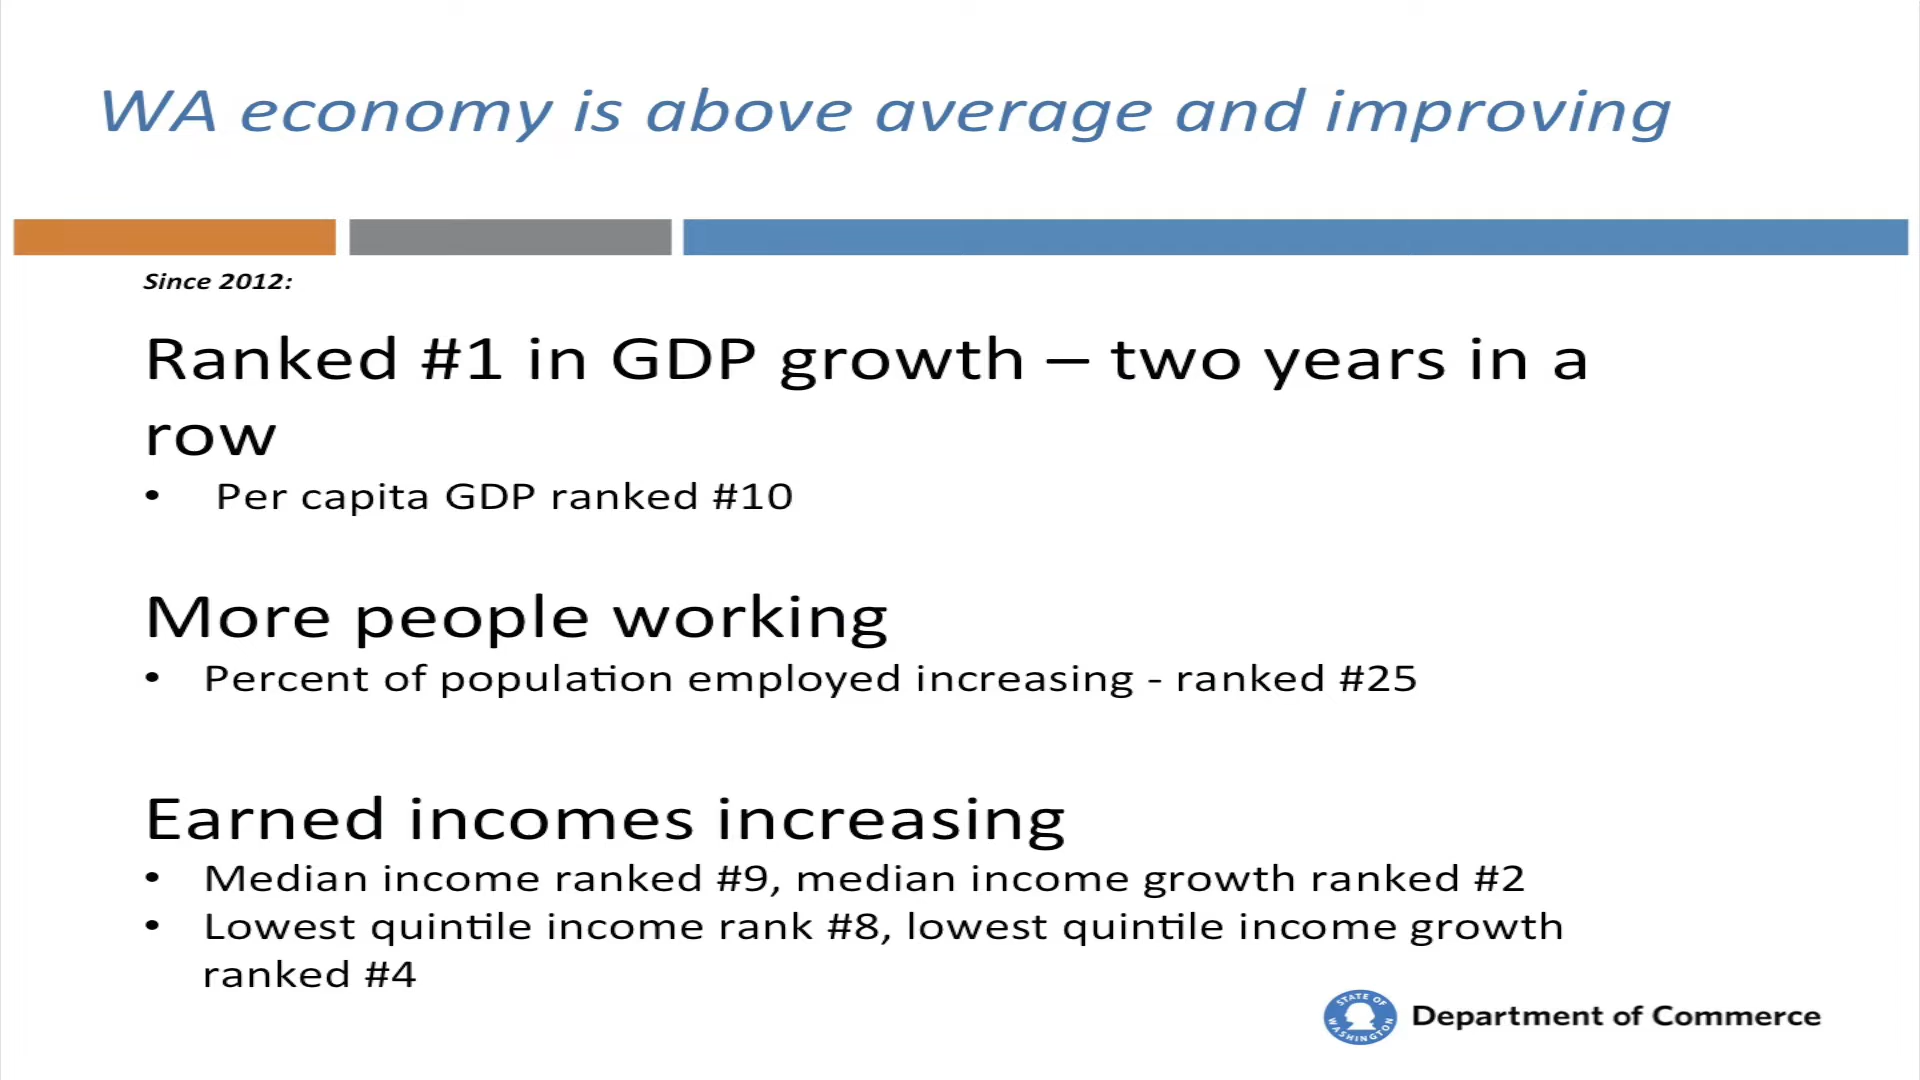 WA economy is above average and improving
Since 2012:
Ranked #1 in GDP growth – two years in a
row
• Per capita GDP ranked #10
More people working
• Percent of population employed increasing - ranked #25
Earned incomes increasing
• Median income ranked #9, median income growth ranked #2
• Lowest quintile income rank #8, lowest quintile income growth
ranked #4
STATE OF
WASHINGTON
Department of Commerce